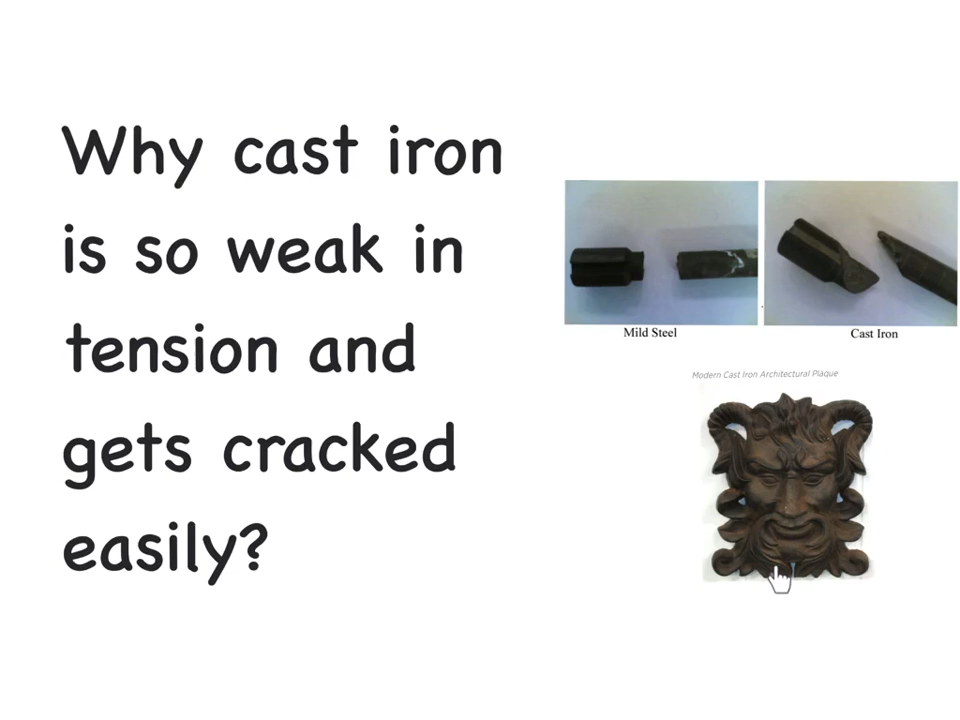 Why cast iron
is so weak in
tension and
gets cracked
easily?
Mild Steel
Cast Iron
Modern Cast Iron Architectural Plaque